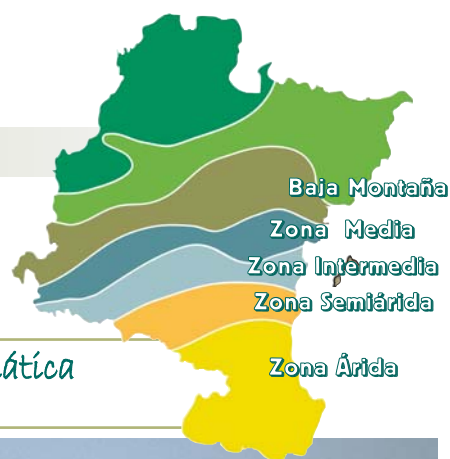 Baja Montaña
Zona Media
Zona Intermedia
Zona Semiárida
ática
Zona Árida